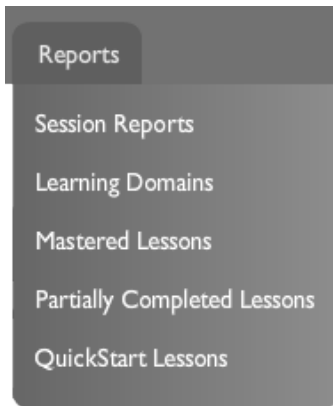 Reports
Session Reports
Learning Domains
Mastered Lessons
Partially Completed Lessons
QuickStart Lessons